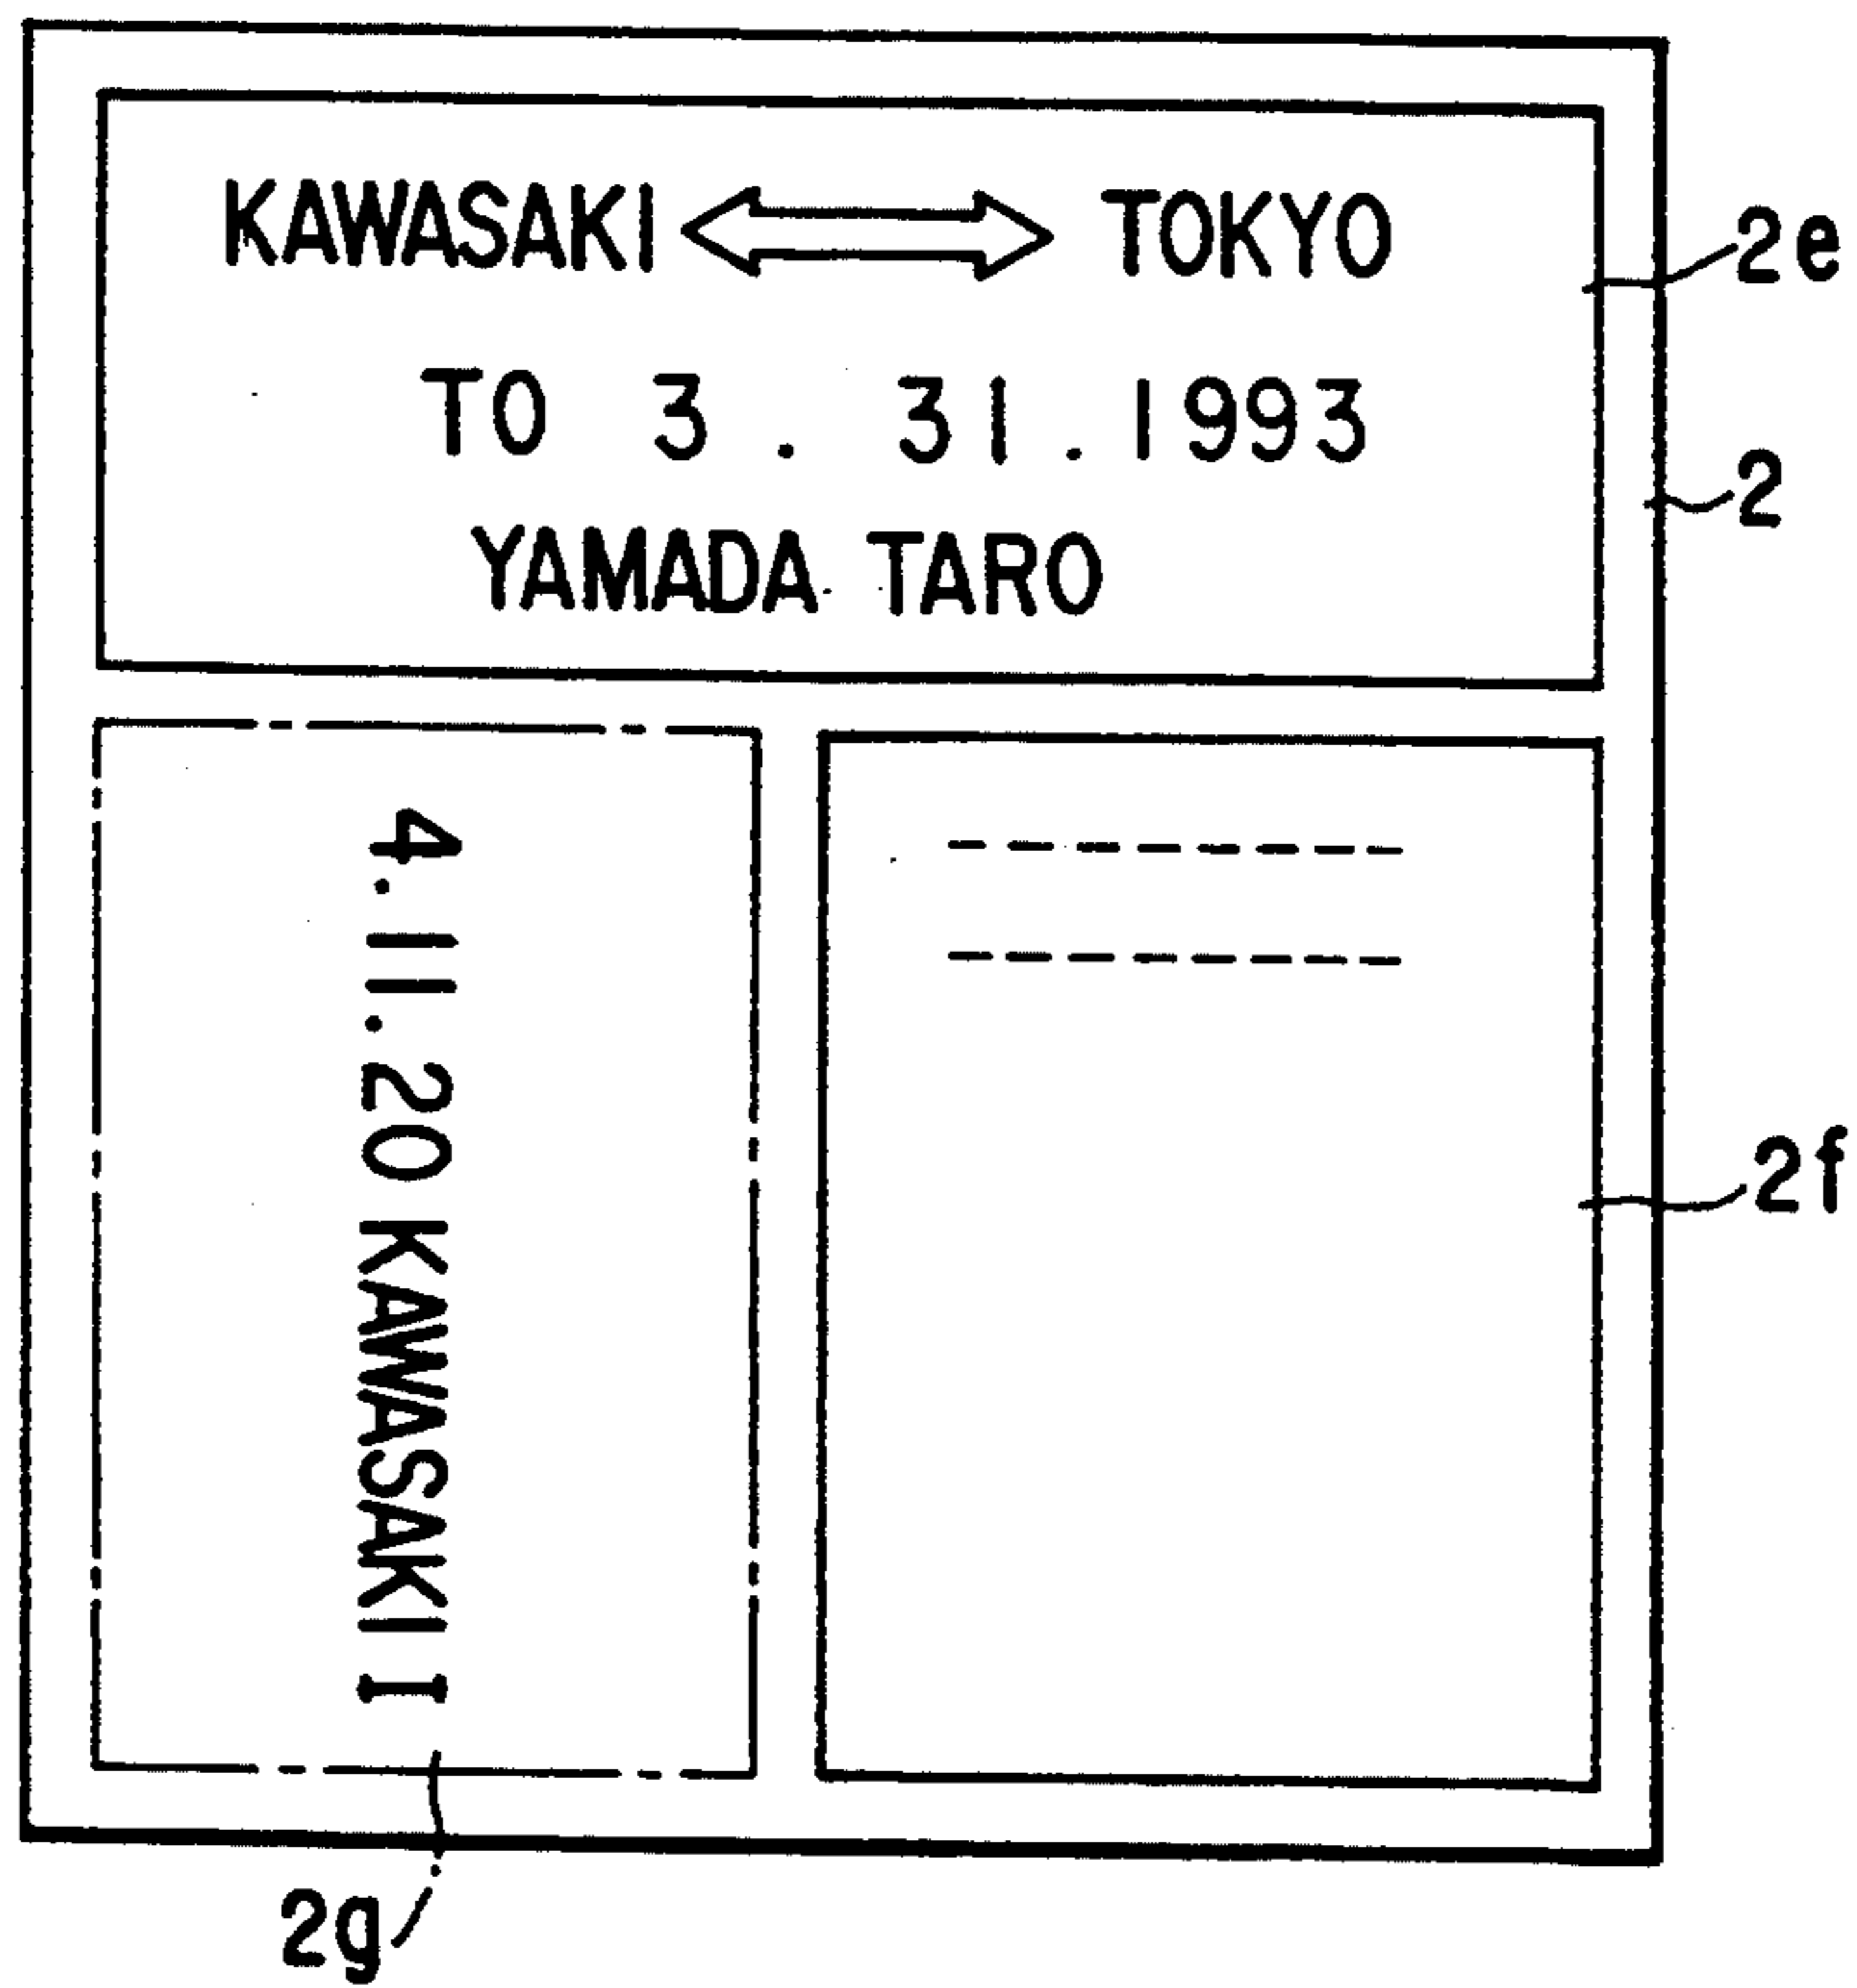 KAWASAKI ⟺ TOKYO
TO 3. 31.1993
YAMADA TARO
2e
2
4.11.20 KAWASAKI I
2f
2g